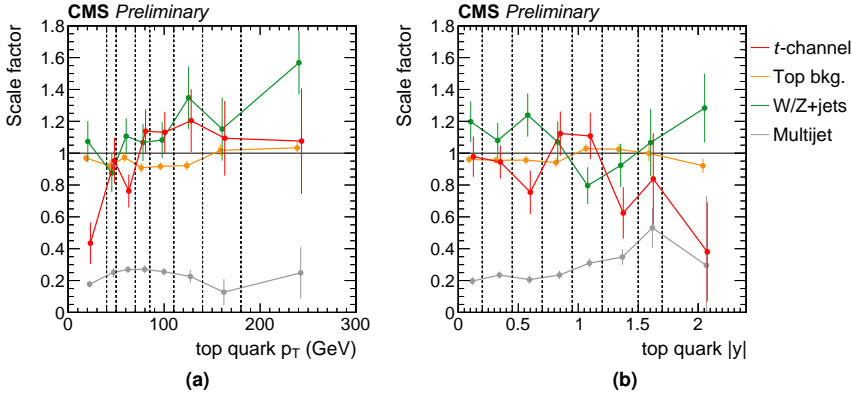 CMS Preliminary
Scale factor
1.8
1.6
1.4
1.2
1
0.8
0.6
0.4
0.2
0
0 100 200 300
top quark pT (GeV)
(a)
CMS Preliminary
Scale factor
1.8
1.6
1.4
1.2
1
0.8
0.6
0.4
0.2
0
0 0.5 1 1.5 2
top quark |y|
(b)
t-channel
Top bkg.
W/Z+jets
Multijet